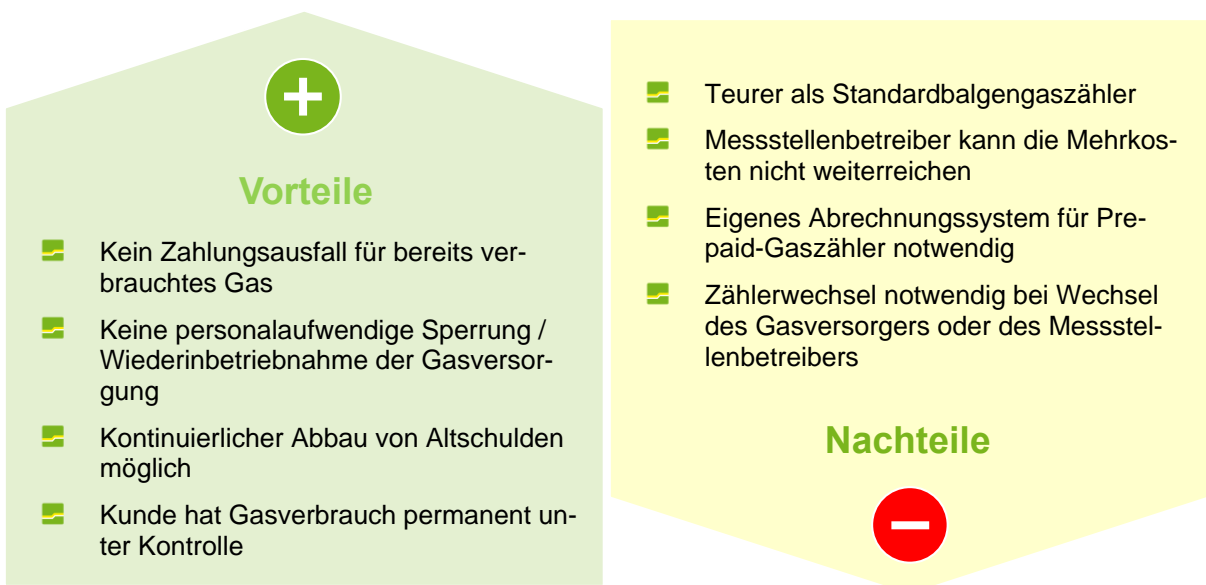 Vorteile
Kein Zahlungsausfall für bereits ver-
brauchtes Gas
Keine personalaufwendige Sperrung /
Wiederinbetriebnahme der Gasversor-
gung
Kontinuierlicher Abbau von Altschulden
möglich
Kunde hat Gasverbrauch permanent un-
ter Kontrolle
Teurer als Standardbalgengaszähler
Messstellenbetreiber kann die Mehrkos-
ten nicht weiterreichen
Eigenes Abrechnungssystem für Pre-
paid-Gaszähler notwendig
Zählerwechsel notwendig bei Wechsel
des Gasversorgers oder des Messstel-
lenbetreibers
Nachteile